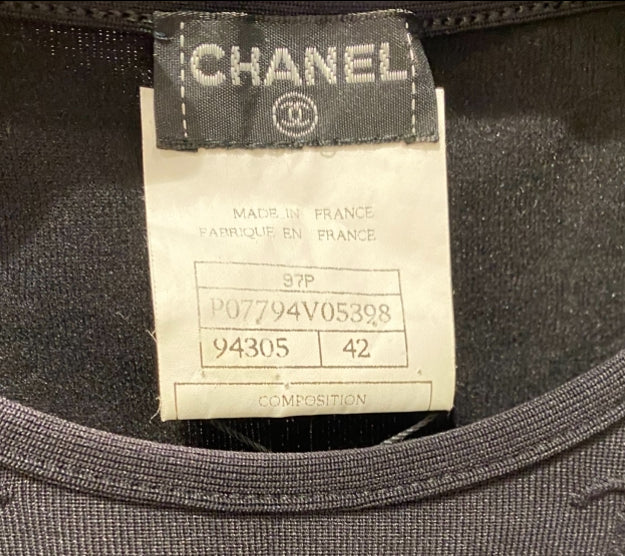 CHANEL
MADE IN FRANCE
FABRIQUE EN FRANCE
97P
P07794V05398
94305 42
COMPOSITION